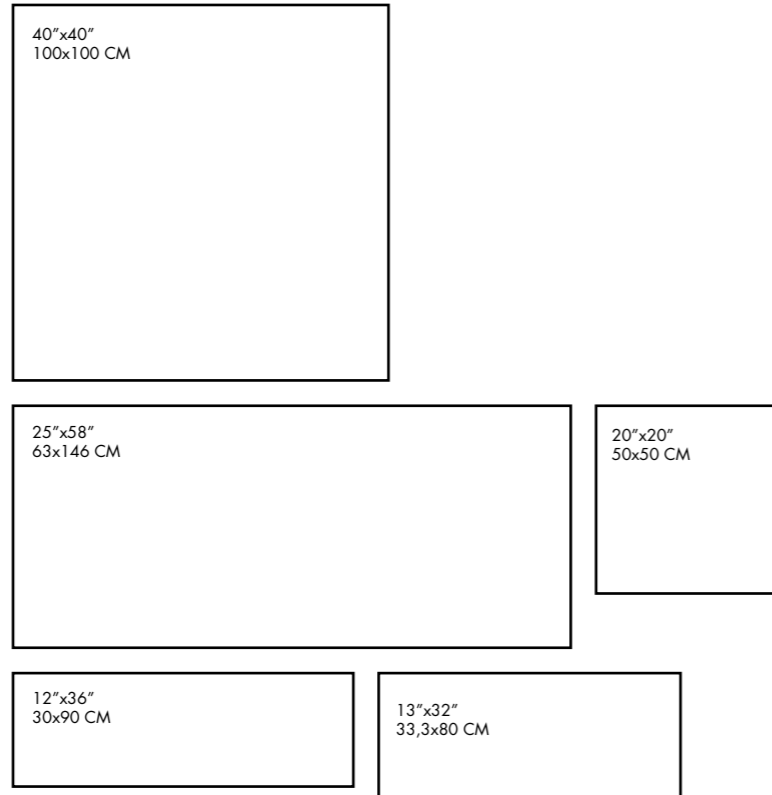 40”x40”
100x100 CM
25”x58”
63x146 CM
20”x20”
50x50 CM
12”x36”
30x90 CM
13”x32”
33,3x80 CM